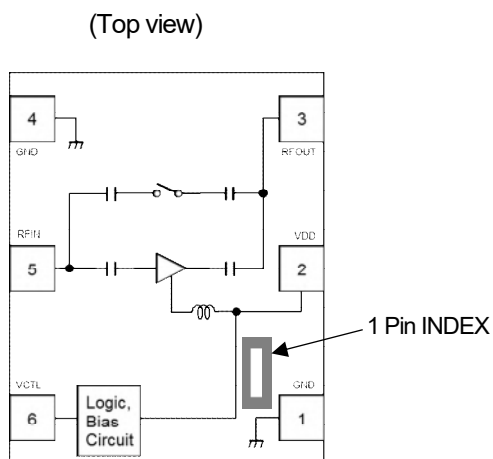 (Top view)
4
3
GND
RFOUT
RFIN
VDD
5
2
1 Pin INDEX
VCTL
GND
6
Logic,
Bias
Circuit
1